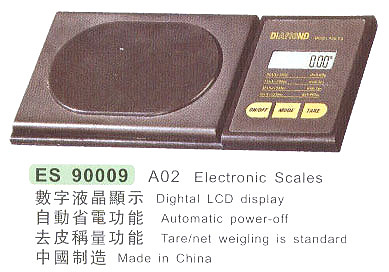 DIAMOND
0.00
ON/OFF MODE TARE
ES 90009 A02 Electronic Scales
數字液晶顯示 Dightal LCD display
自動省電功能 Automatic power-off
去皮稱量功能 Tare/net weigling is standard
中國制造 Made in China